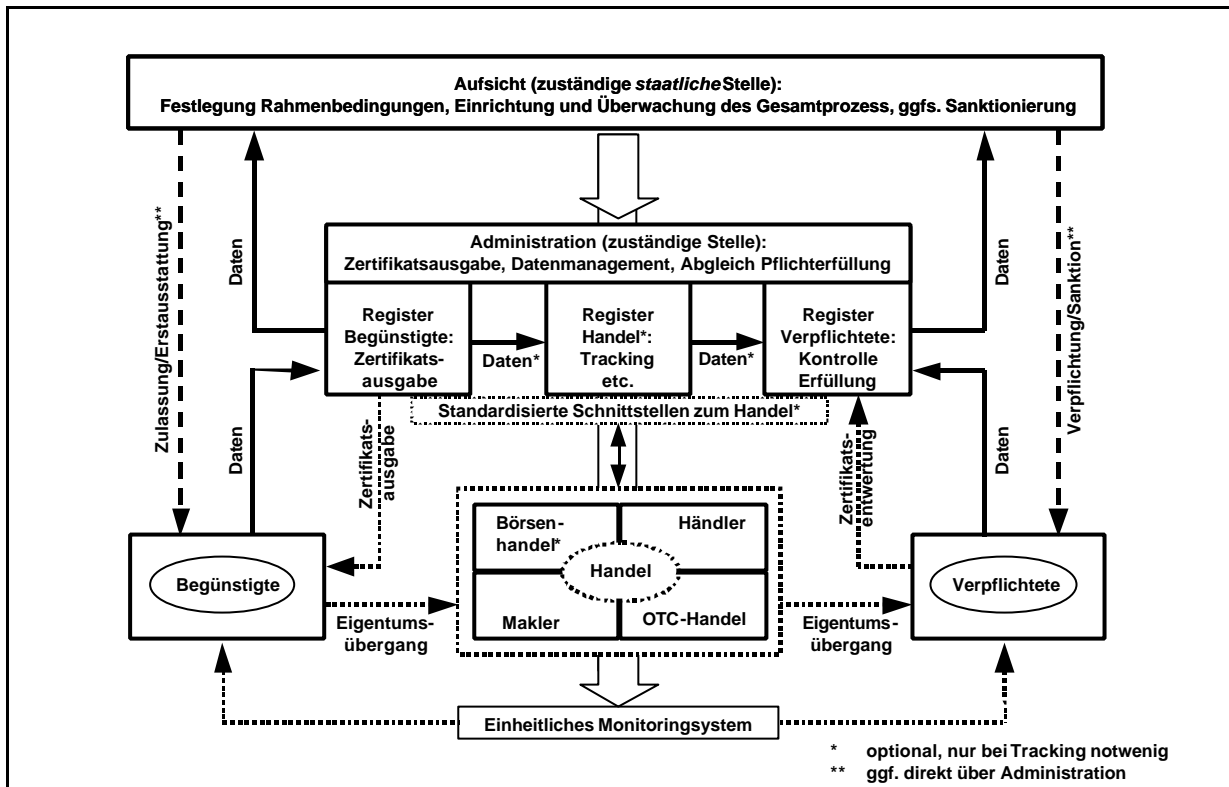 Aufsicht (zuständige staatliche Stelle):
Festlegung Rahmenbedingungen, Einrichtung und Überwachung des Gesamtprozess, ggfs. Sanktionierung
Zulassung/Erstausstattung**
Daten
Daten
Verpflichtung/Sanktion**
Administration (zuständige Stelle):
Zertifikatsausgabe, Datenmanagement, Abgleich Pflichterfüllung
Register
Begünstigte:
Zertifikats-
ausgabe
Daten*
Register
Handel*:
Tracking
etc.
Daten*
Register
Verpflichtete:
Kontrolle
Erfüllung
Standardisierte Schnittstellen zum Handel*
Daten
Zertifikats-
ausgabe
Zertifikats-
entwertung
Daten
Börsen-
handel*
Händler
Handel
Makler
OTC-Handel
Begünstigte
Verpflichtete
Eigentums-
übergang
Eigentums-
übergang
Einheitliches Monitoringsystem
* optional, nur bei Tracking notwenig
** ggf. direkt über Administration